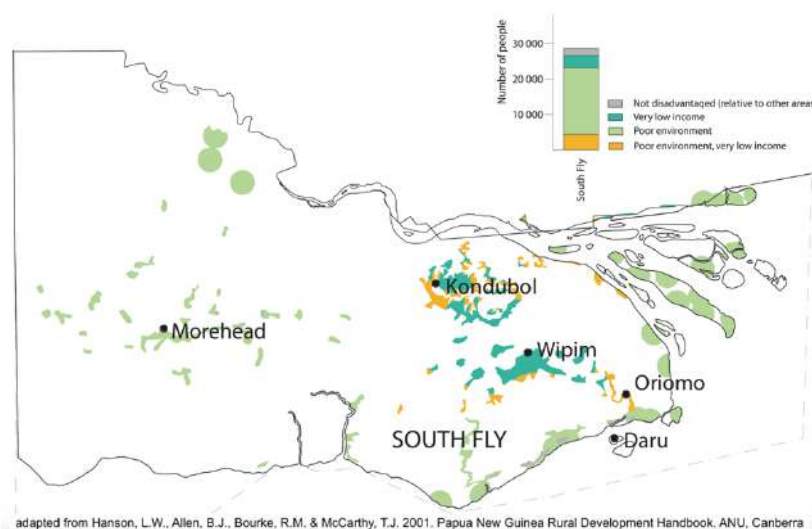 Number of people
30 000
20 000
10 000
South Fly
Not disadvantaged (relative to other areas
Very low income
Poor environment
Poor environment, very low income
Kondubol
Morehead
Wipim
Oriomo
SOUTH FLY
Daru
adapted from Hanson, L.W., Allen, B.J., Bourke, R.M. & McCarthy, T.J. 2001. Papua New Guinea Rural Development Handbook. ANU, Canberra